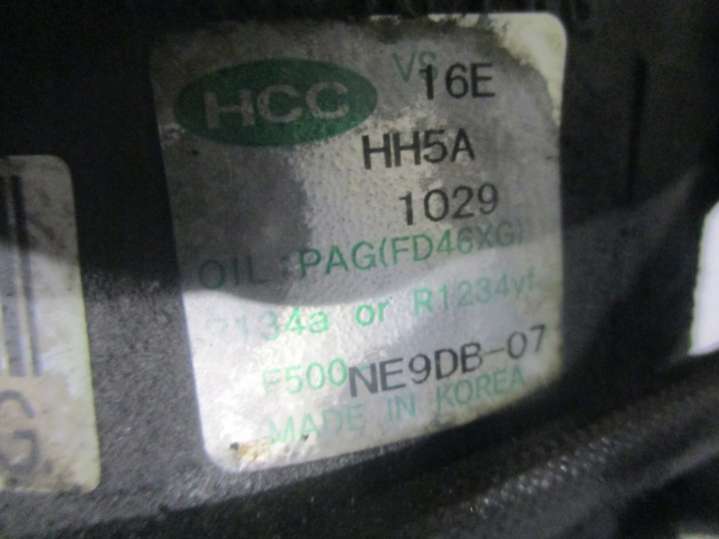 HCC VS16E
HH5A
1029
OIL : PAG(FD46XG)
R134a or R1234yf
F500NE9DB-07
MADE IN KOREA
G